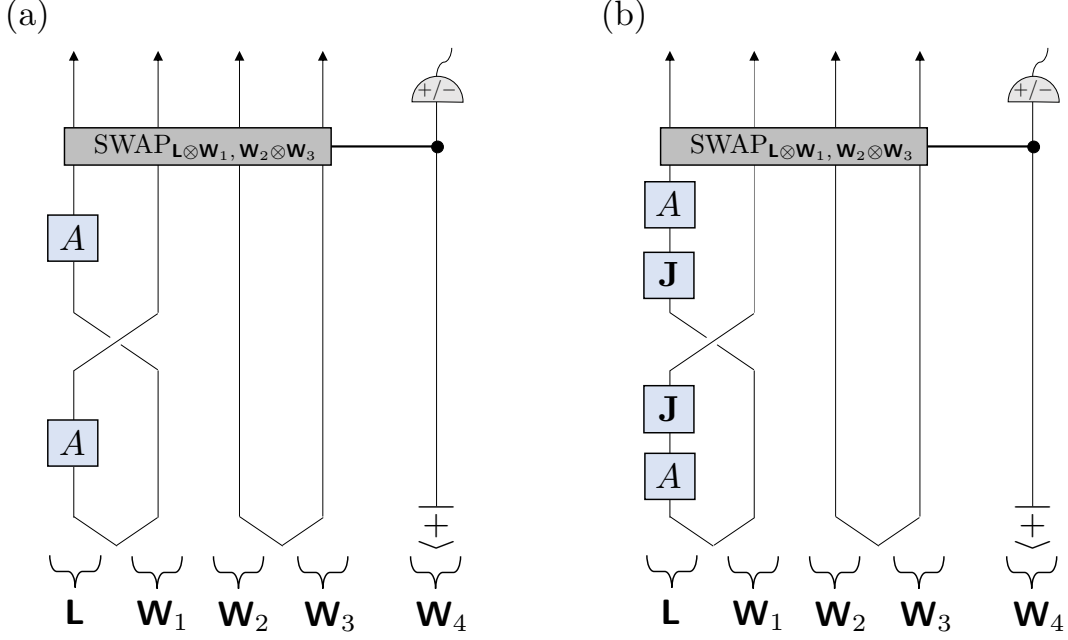 (a)
+/−
SWAP_{L⊗W₁, W₂⊗W₃}
A
A
+
L W₁ W₂ W₃ W₄
(b)
+/−
SWAP_{L⊗W₁, W₂⊗W₃}
A
J
J
A
+
L W₁ W₂ W₃ W₄